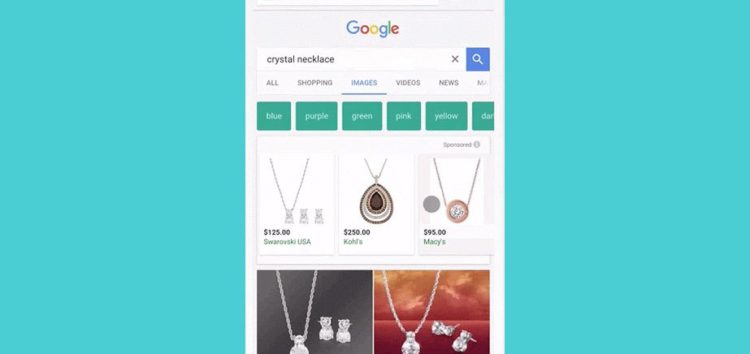 Google
crystal necklace
ALL SHOPPING IMAGES VIDEOS NEWS MA
blue purple green pink yellow dar
Sponsored
$125.00 $250.00 $95.00
Swarovski USA Kohl's Macy's